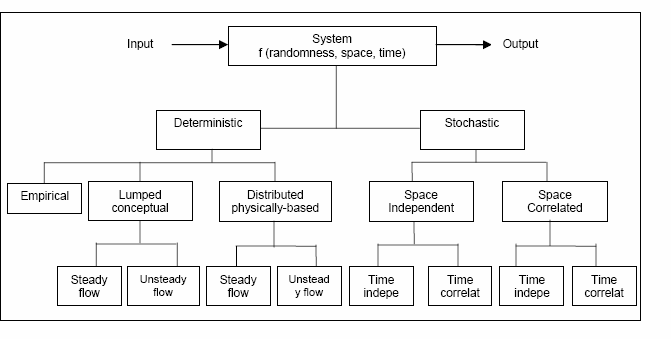 Input
System
f (randomness, space, time)
Output
Deterministic
Stochastic
Empirical
Lumped
conceptual
Distributed
physically-based
Space
Independent
Space
Correlated
Steady
flow
Unsteady
flow
Steady
flow
Unstead
y flow
Time
indepe
Time
correlat
Time
indepe
Time
correlat